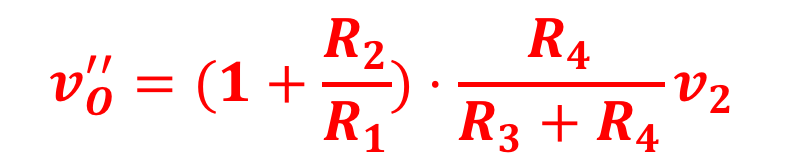 v''_O = (1 + R_2/R_1) · R_4/(R_3 + R_4) v_2